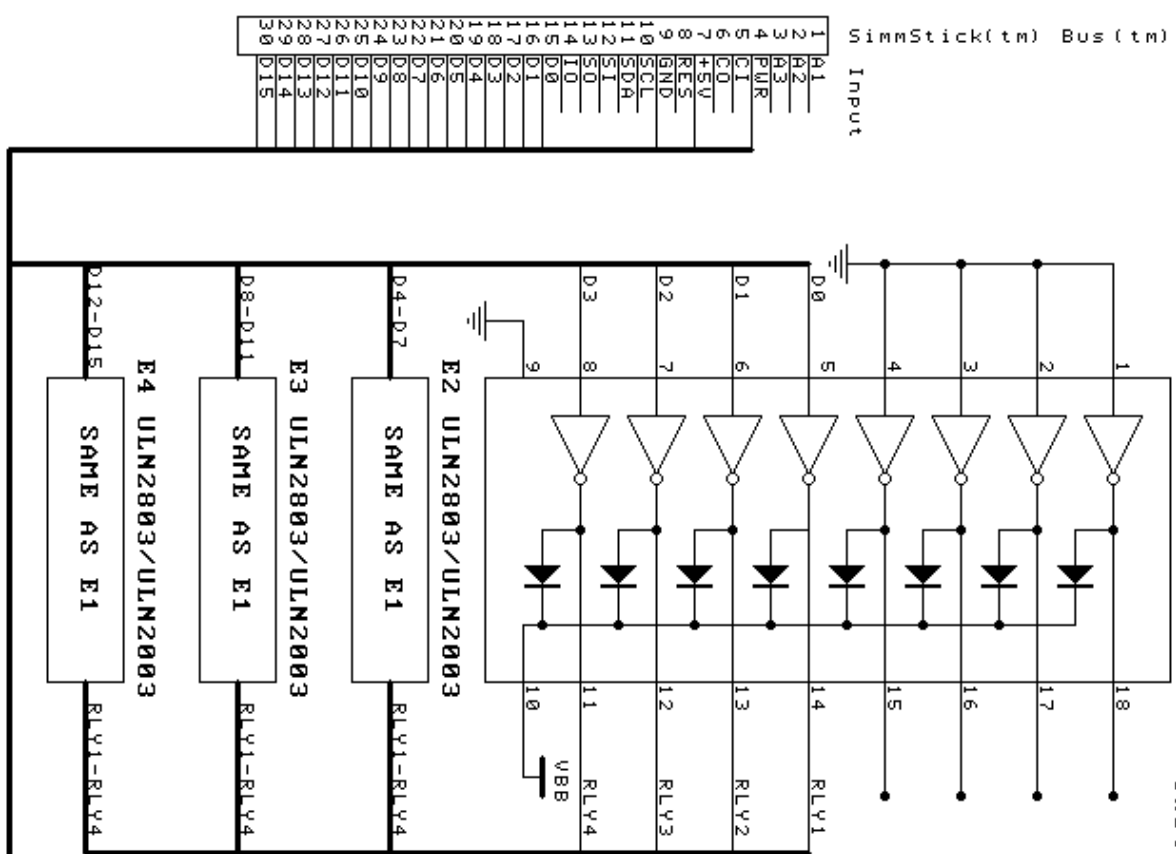 SimmStick(tm) Bus(tm)
Input
1 A1
2 A2
3 A3
4 PWR
5 CI
6 CO
7 +5V
8 RES
9 GND
10 SCL
11 SDA
12 SI
13 SO
14 IO
15 D0
16 D1
17 D2
18 D3
19 D4
20 D5
21 D6
22 D7
23 D8
24 D9
25 D10
26 D11
27 D12
28 D13
29 D14
30 D15
D12-D15
D8-D11
D4-D7
D3
D2
D1
D0
9
8
7
6
5
4
3
2
1
E4 ULN2803/ULN2003
SAME AS E1
E3 ULN2803/ULN2003
SAME AS E1
E2 ULN2803/ULN2003
SAME AS E1
10
11
12
13
14
15
16
17
18
VBB
RLY1-RLY4
RLY1-RLY4
RLY1-RLY4
RLY4
RLY3
RLY2
RLY1